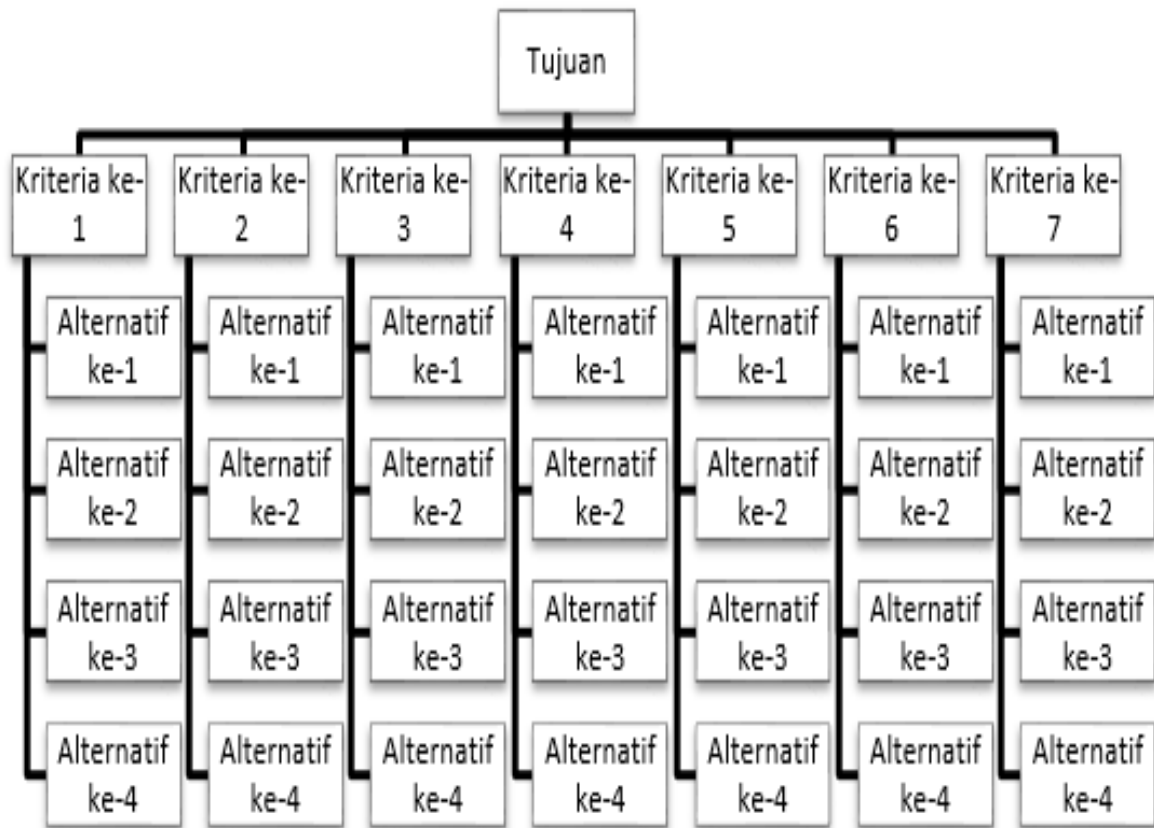 Tujuan
Kriteria ke-
1
Kriteria ke-
2
Kriteria ke-
3
Kriteria ke-
4
Kriteria ke-
5
Kriteria ke-
6
Kriteria ke-
7
Alternatif
ke-1
Alternatif
ke-1
Alternatif
ke-1
Alternatif
ke-1
Alternatif
ke-1
Alternatif
ke-1
Alternatif
ke-1
Alternatif
ke-2
Alternatif
ke-2
Alternatif
ke-2
Alternatif
ke-2
Alternatif
ke-2
Alternatif
ke-2
Alternatif
ke-2
Alternatif
ke-3
Alternatif
ke-3
Alternatif
ke-3
Alternatif
ke-3
Alternatif
ke-3
Alternatif
ke-3
Alternatif
ke-3
Alternatif
ke-4
Alternatif
ke-4
Alternatif
ke-4
Alternatif
ke-4
Alternatif
ke-4
Alternatif
ke-4
Alternatif
ke-4